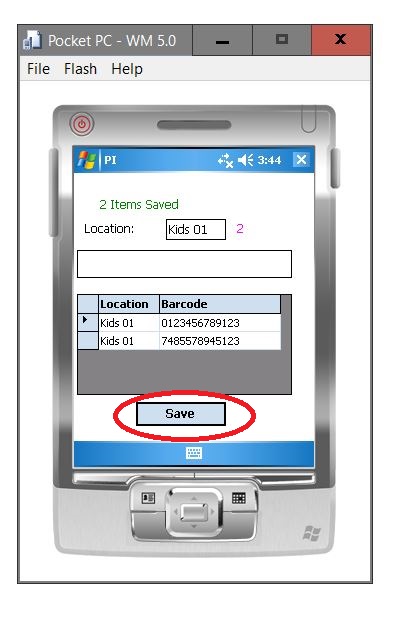 Pocket PC - WM 5.0
File Flash Help
PI 3:44
2 Items Saved
Location: Kids 01 2
Location Barcode
Kids 01 0123456789123
Kids 01 7485578945123
Save